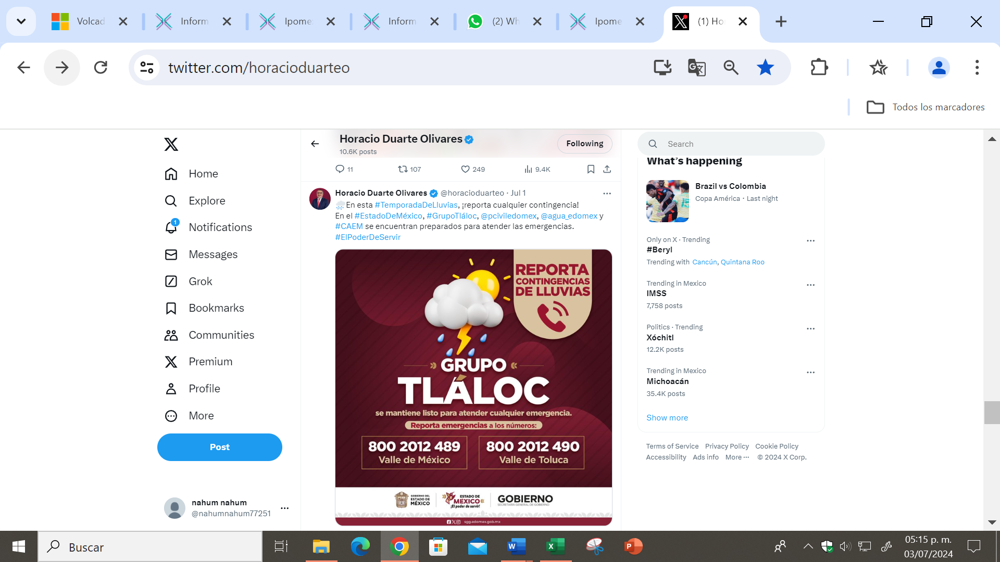 Volcad
Inform
Ipome
Inform
(2) Wh
Ipome
(1) Ho
twitter.com/horacioduarteo
Todos los marcadores
Home
Explore
1
Notifications
Messages
Grok
Bookmarks
Communities
Premium
Profile
More
Post
nahum nahum
@nahumnahum77251
Horacio Duarte Olivares
10.6K posts
Following
11 107 249 9.4K
Horacio Duarte Olivares @horacioduarteo · Jul 1
En esta #TemporadaDeLluvias, ¡reporta cualquier contingencia!
En el #EstadoDeMéxico, #GrupoTláloc, @pciviledomex, @agua_edomex y
#CAEM se encuentran preparados para atender las emergencias.
#ElPoderDeServir
REPORTA
CONTINGENCIAS
DE LLUVIAS
GRUPO
TLÁLOC
se mantiene listo para atender cualquier emergencia.
Reporta emergencias a los números:
800 2012 489
Valle de México
800 2012 490
Valle de Toluca
GOBIERNO DEL
ESTADO DE
MÉXICO
ESTADO DE
MÉXICO
¡El poder de servir!
GOBIERNO
SECRETARÍA GENERAL DE GOBIERNO
sgg.edomex.gob.mx
Search
What's happening
Brazil vs Colombia
Copa América · Last night
Only on X · Trending
#Beryl
Trending with Cancún, Quintana Roo
Trending in Mexico
IMSS
7,758 posts
Politics · Trending
Xóchitl
12.2K posts
Trending in Mexico
Michoacán
35.4K posts
Show more
Terms of Service Privacy Policy Cookie Policy
Accessibility Ads info More ··· © 2024 X Corp.
Buscar
05:15 p. m.
03/07/2024